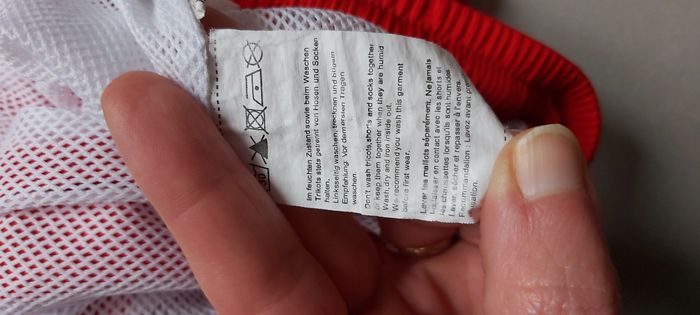 Im feuchten Zustand sowie beim Waschen
Trikots stets getrennt von Hosen und Socken
halten.
Linksseitig waschen, trocknen und bügeln
Empfehlung: Vor dem ersten Tragen
waschen
Don't wash tricots,shorts and socks together
or keep them together when they are humid
Wash, dry and iron inside out,
We recommend you wash this garment
before first wear.
Laver les maillots séparément. Ne jamais
les laisser en contact avec les shorts et
les chaussettes lorsqu'ils sont humides
Laver, sécher et repasser à l'envers.
Recommandation : Lavez avant pre